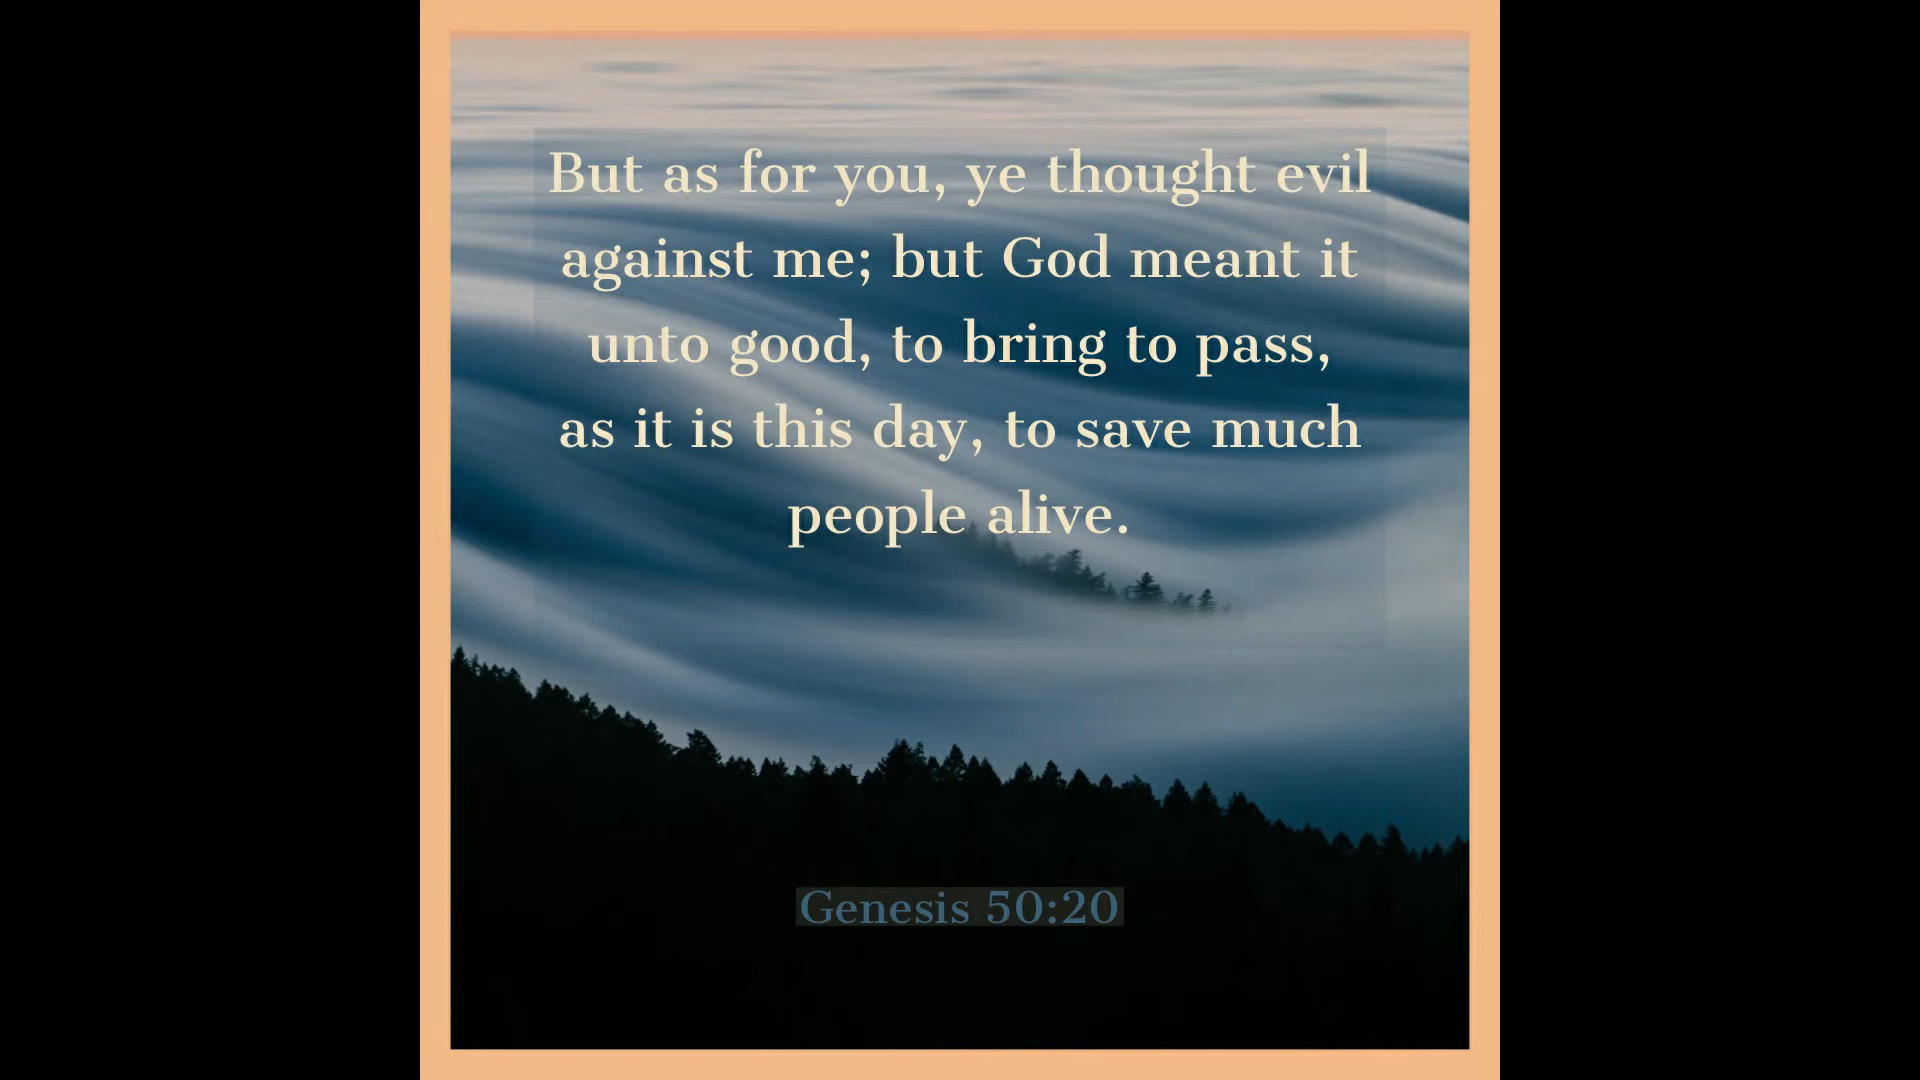 But as for you, ye thought evil
against me; but God meant it
unto good, to bring to pass,
as it is this day, to save much
people alive.
Genesis 50:20